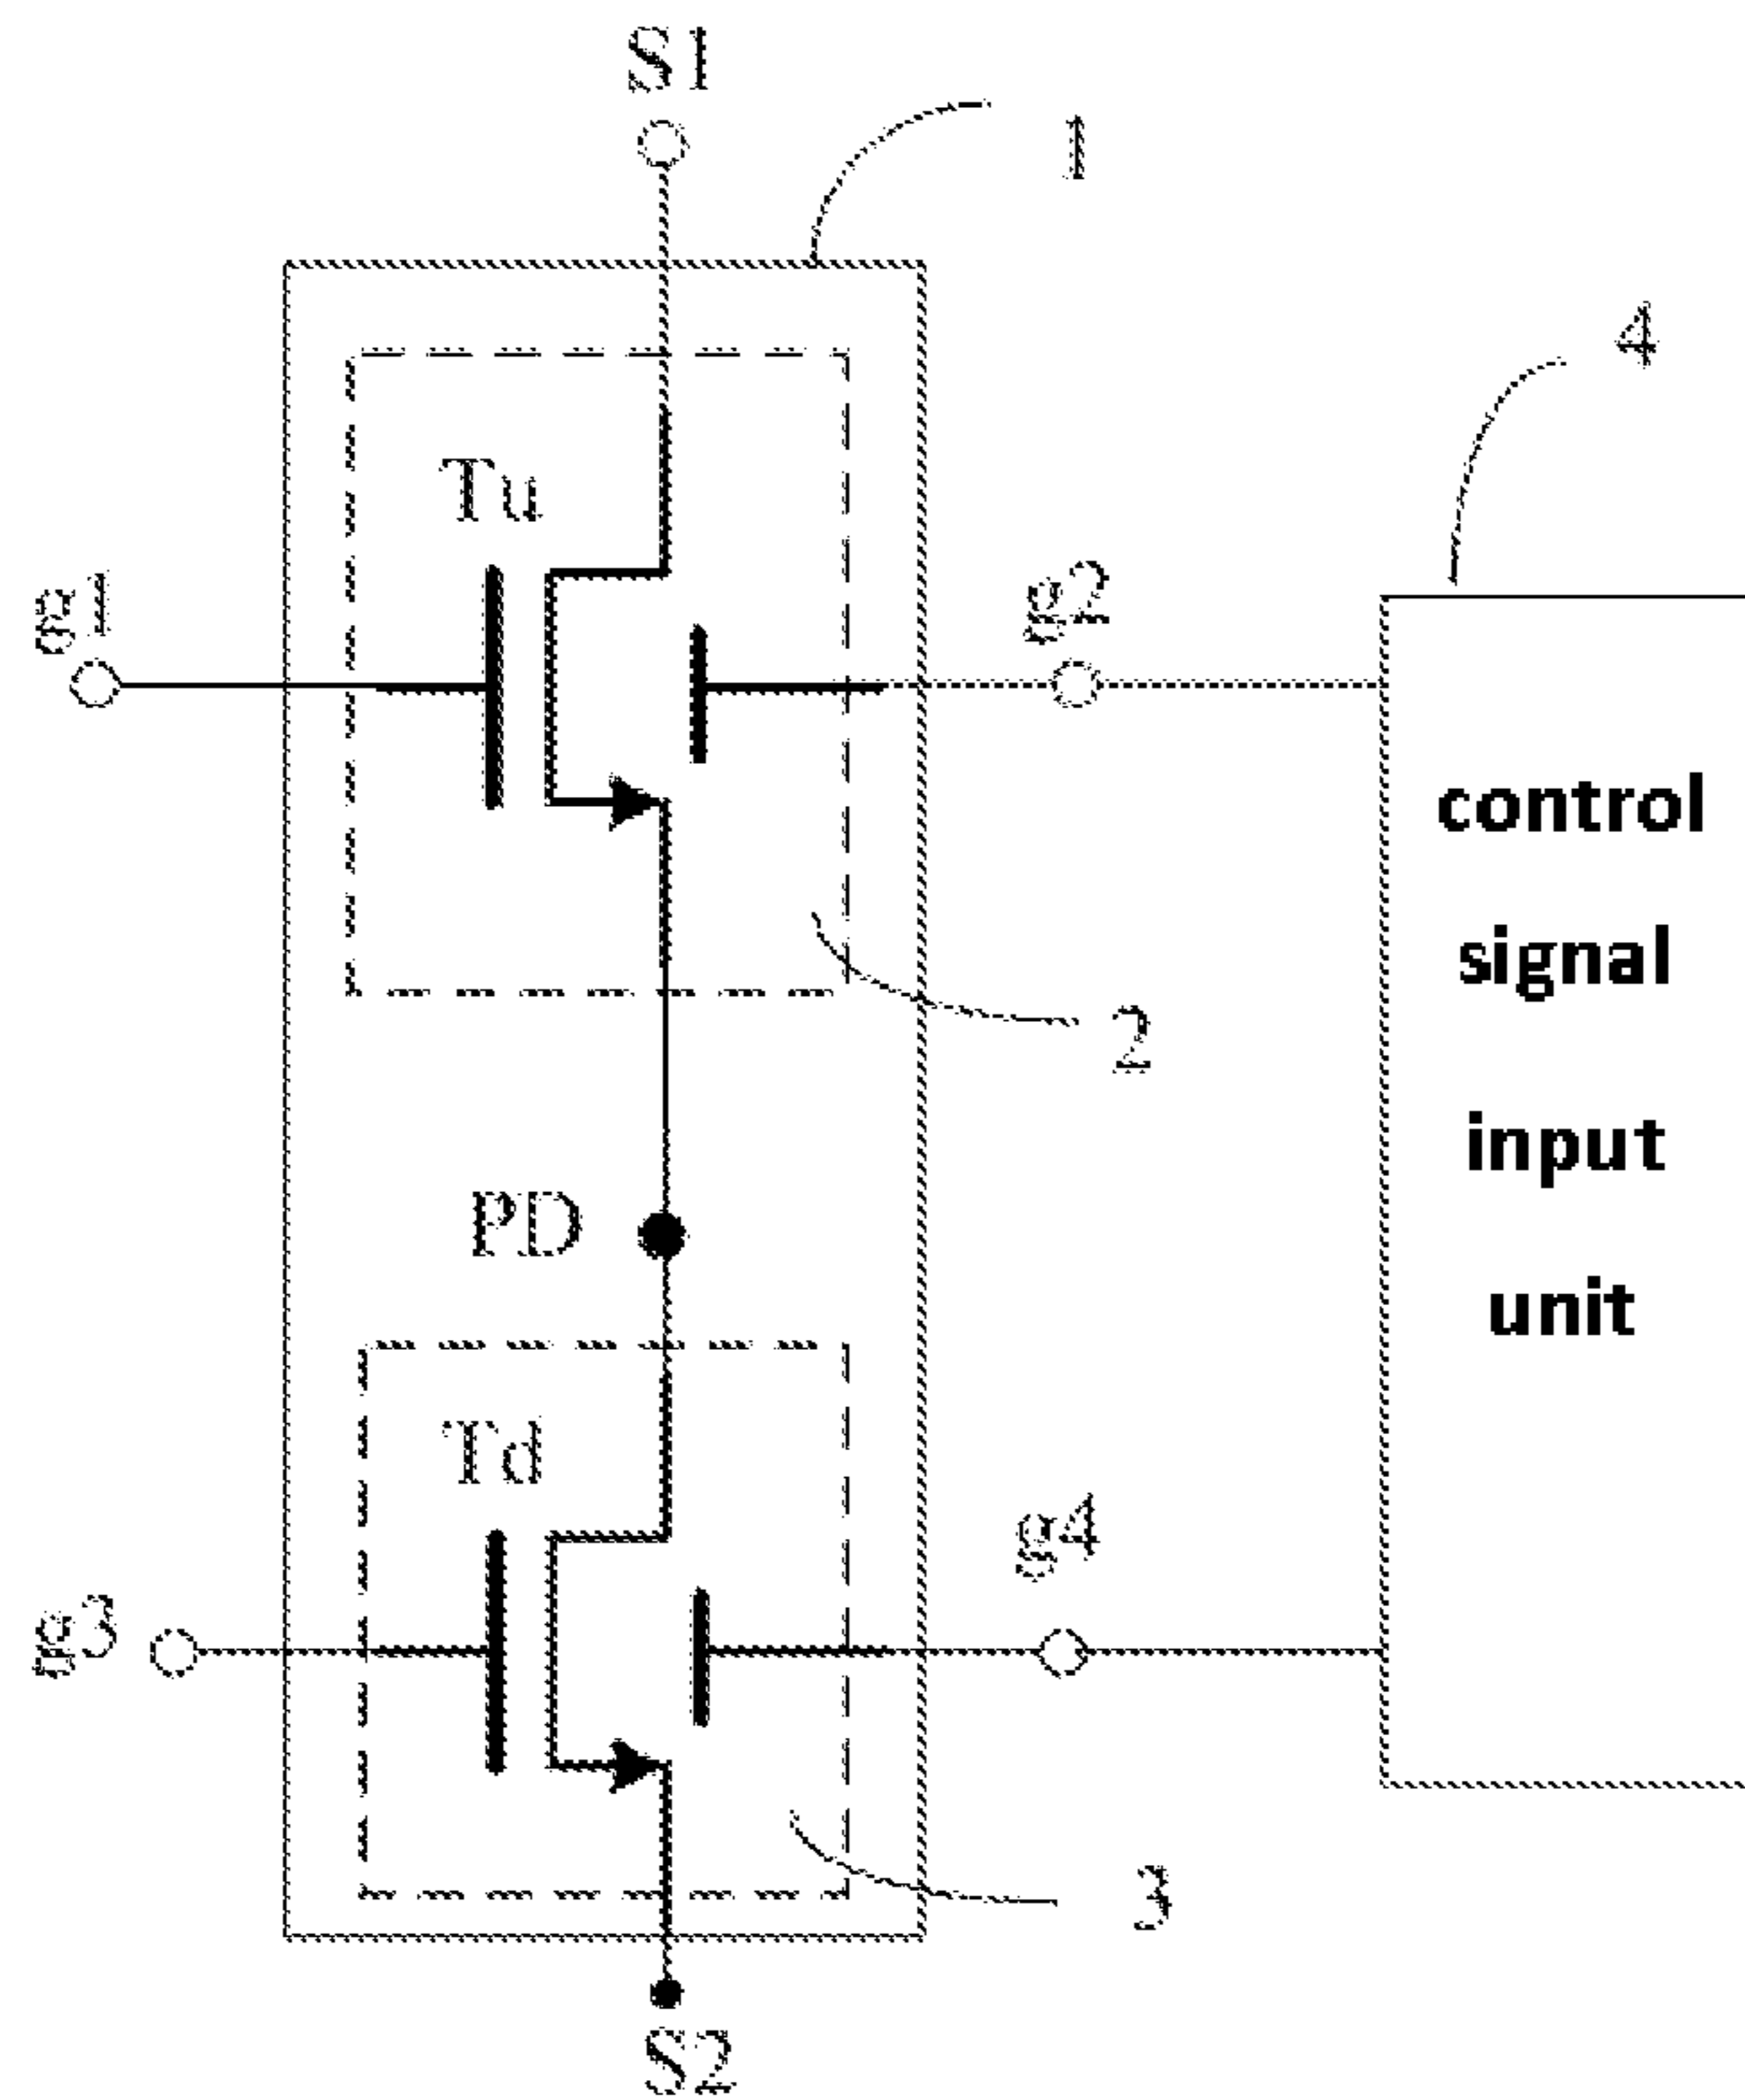 S1
1
4
Tu
g1
g2
control
signal
input
unit
2
PD
Td
g4
g3
3
S2